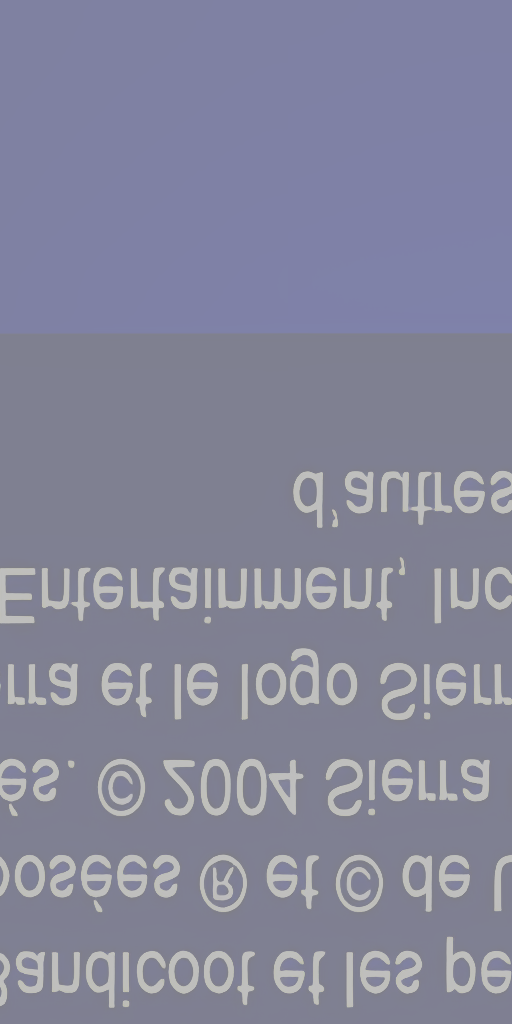 Bandicoot et les pe
posées ® et © de
és. © 2004 Sierra
rra et le logo Sierr
Entertainment, Inc
d'autres